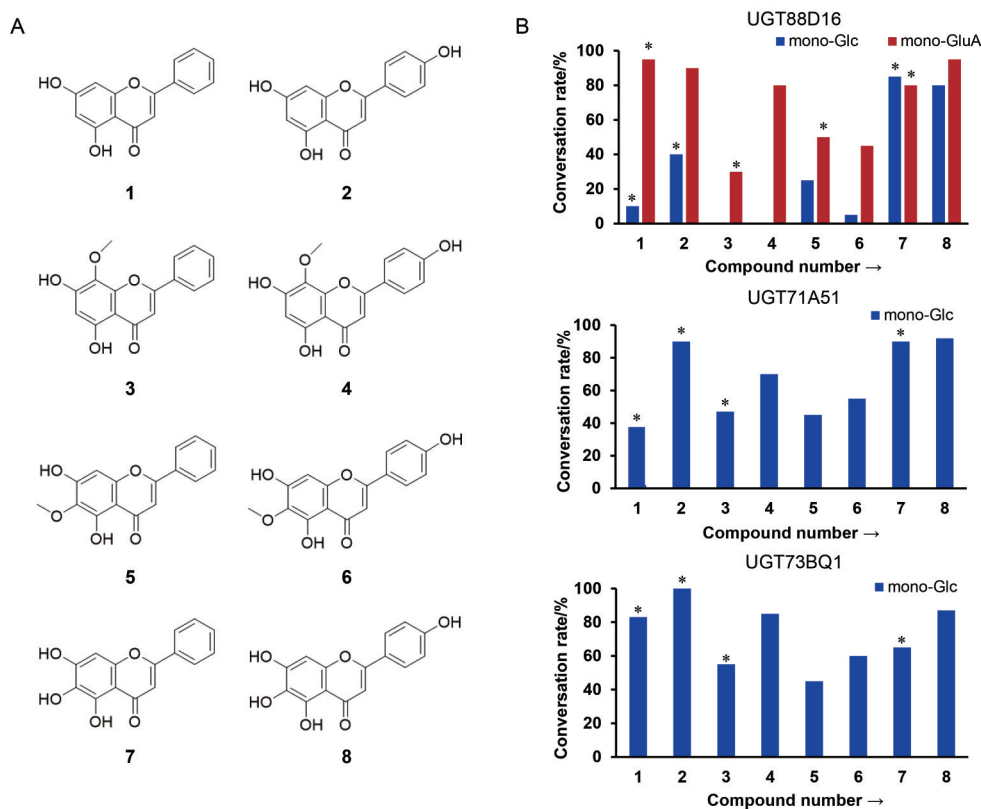 A
HO O
OH O
1
OH
HO O
OH O
2
O
HO O
OH O
3
O OH
HO O
OH O
4
HO O
O
OH O
5
OH
HO O
O
OH O
6
HO O
HO
OH O
7
OH
HO O
HO
OH O
8
B
UGT88D16
mono-Glc mono-GluA
Conversation rate/%
100
80
60
40
20
0
* * * * * * *
1 2 3 4 5 6 7 8
Compound number →
UGT71A51
mono-Glc
Conversation rate/%
100
80
60
40
20
0
* * * *
1 2 3 4 5 6 7 8
Compound number →
UGT73BQ1
mono-Glc
Conversation rate/%
100
80
60
40
20
0
* * * *
1 2 3 4 5 6 7 8
Compound number →